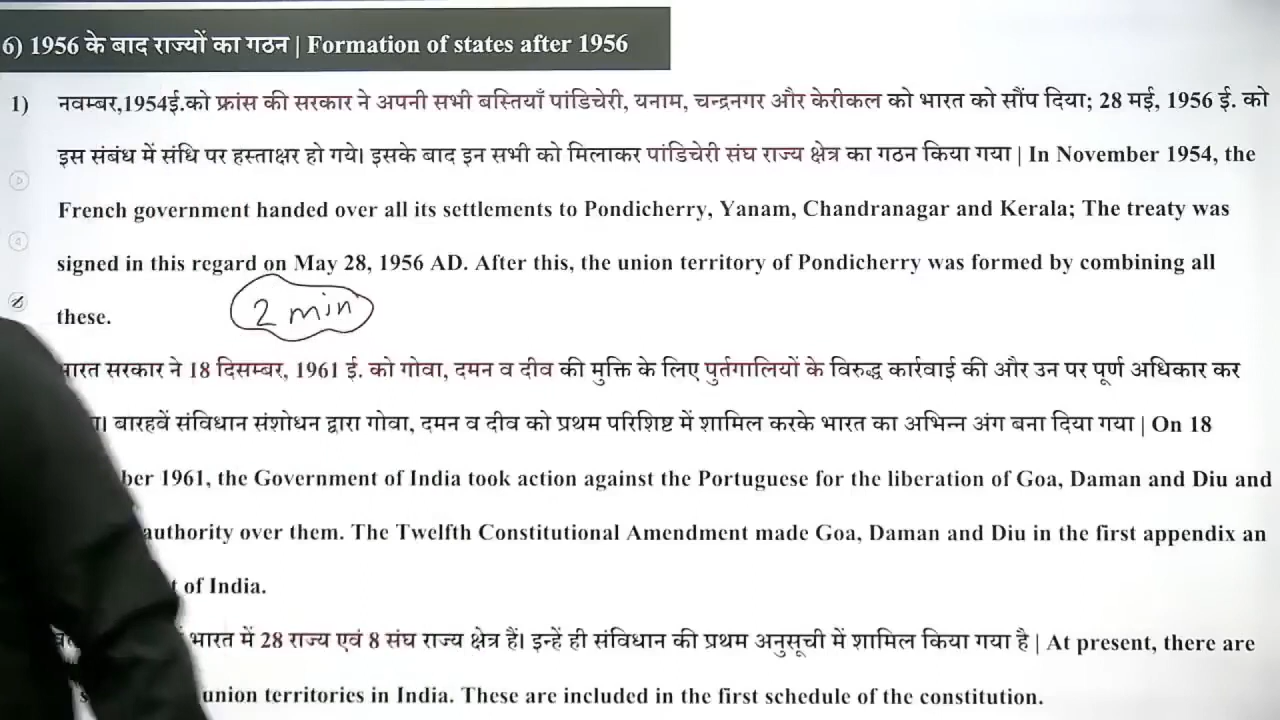 6) 1956 के बाद राज्यों का गठन | Formation of states after 1956
1) नवम्बर,1954ई.को फ्रांस की सरकार ने अपनी सभी बस्तियाँ पांडिचेरी, यनाम, चन्द्रनगर और केरीकल को भारत को सौंप दिया; 28 मई, 1956 ई. को
इस संबंध में संधि पर हस्ताक्षर हो गये। इसके बाद इन सभी को मिलाकर पांडिचेरी संघ राज्य क्षेत्र का गठन किया गया | In November 1954, the
French government handed over all its settlements to Pondicherry, Yanam, Chandranagar and Kerala; The treaty was
signed in this regard on May 28, 1956 AD. After this, the union territory of Pondicherry was formed by combining all
these.
2 min
सरकार ने 18 दिसम्बर, 1961 ई. को गोवा, दमन व दीव की मुक्ति के लिए पुर्तगालियों के विरुद्ध कार्रवाई की और उन पर पूर्ण अधिकार कर
बारहवें संविधान संशोधन द्वारा गोवा, दमन व दीव को प्रथम परिशिष्ट में शामिल करके भारत का अभिन्न अंग बना दिया गया | On 18
1961, the Government of India took action against the Portuguese for the liberation of Goa, Daman and Diu and
authority over them. The Twelfth Constitutional Amendment made Goa, Daman and Diu in the first appendix an
of India.
भारत में 28 राज्य एवं 8 संघ राज्य क्षेत्र हैं। इन्हें ही संविधान की प्रथम अनुसूची में शामिल किया गया है | At present, there are
union territories in India. These are included in the first schedule of the constitution.